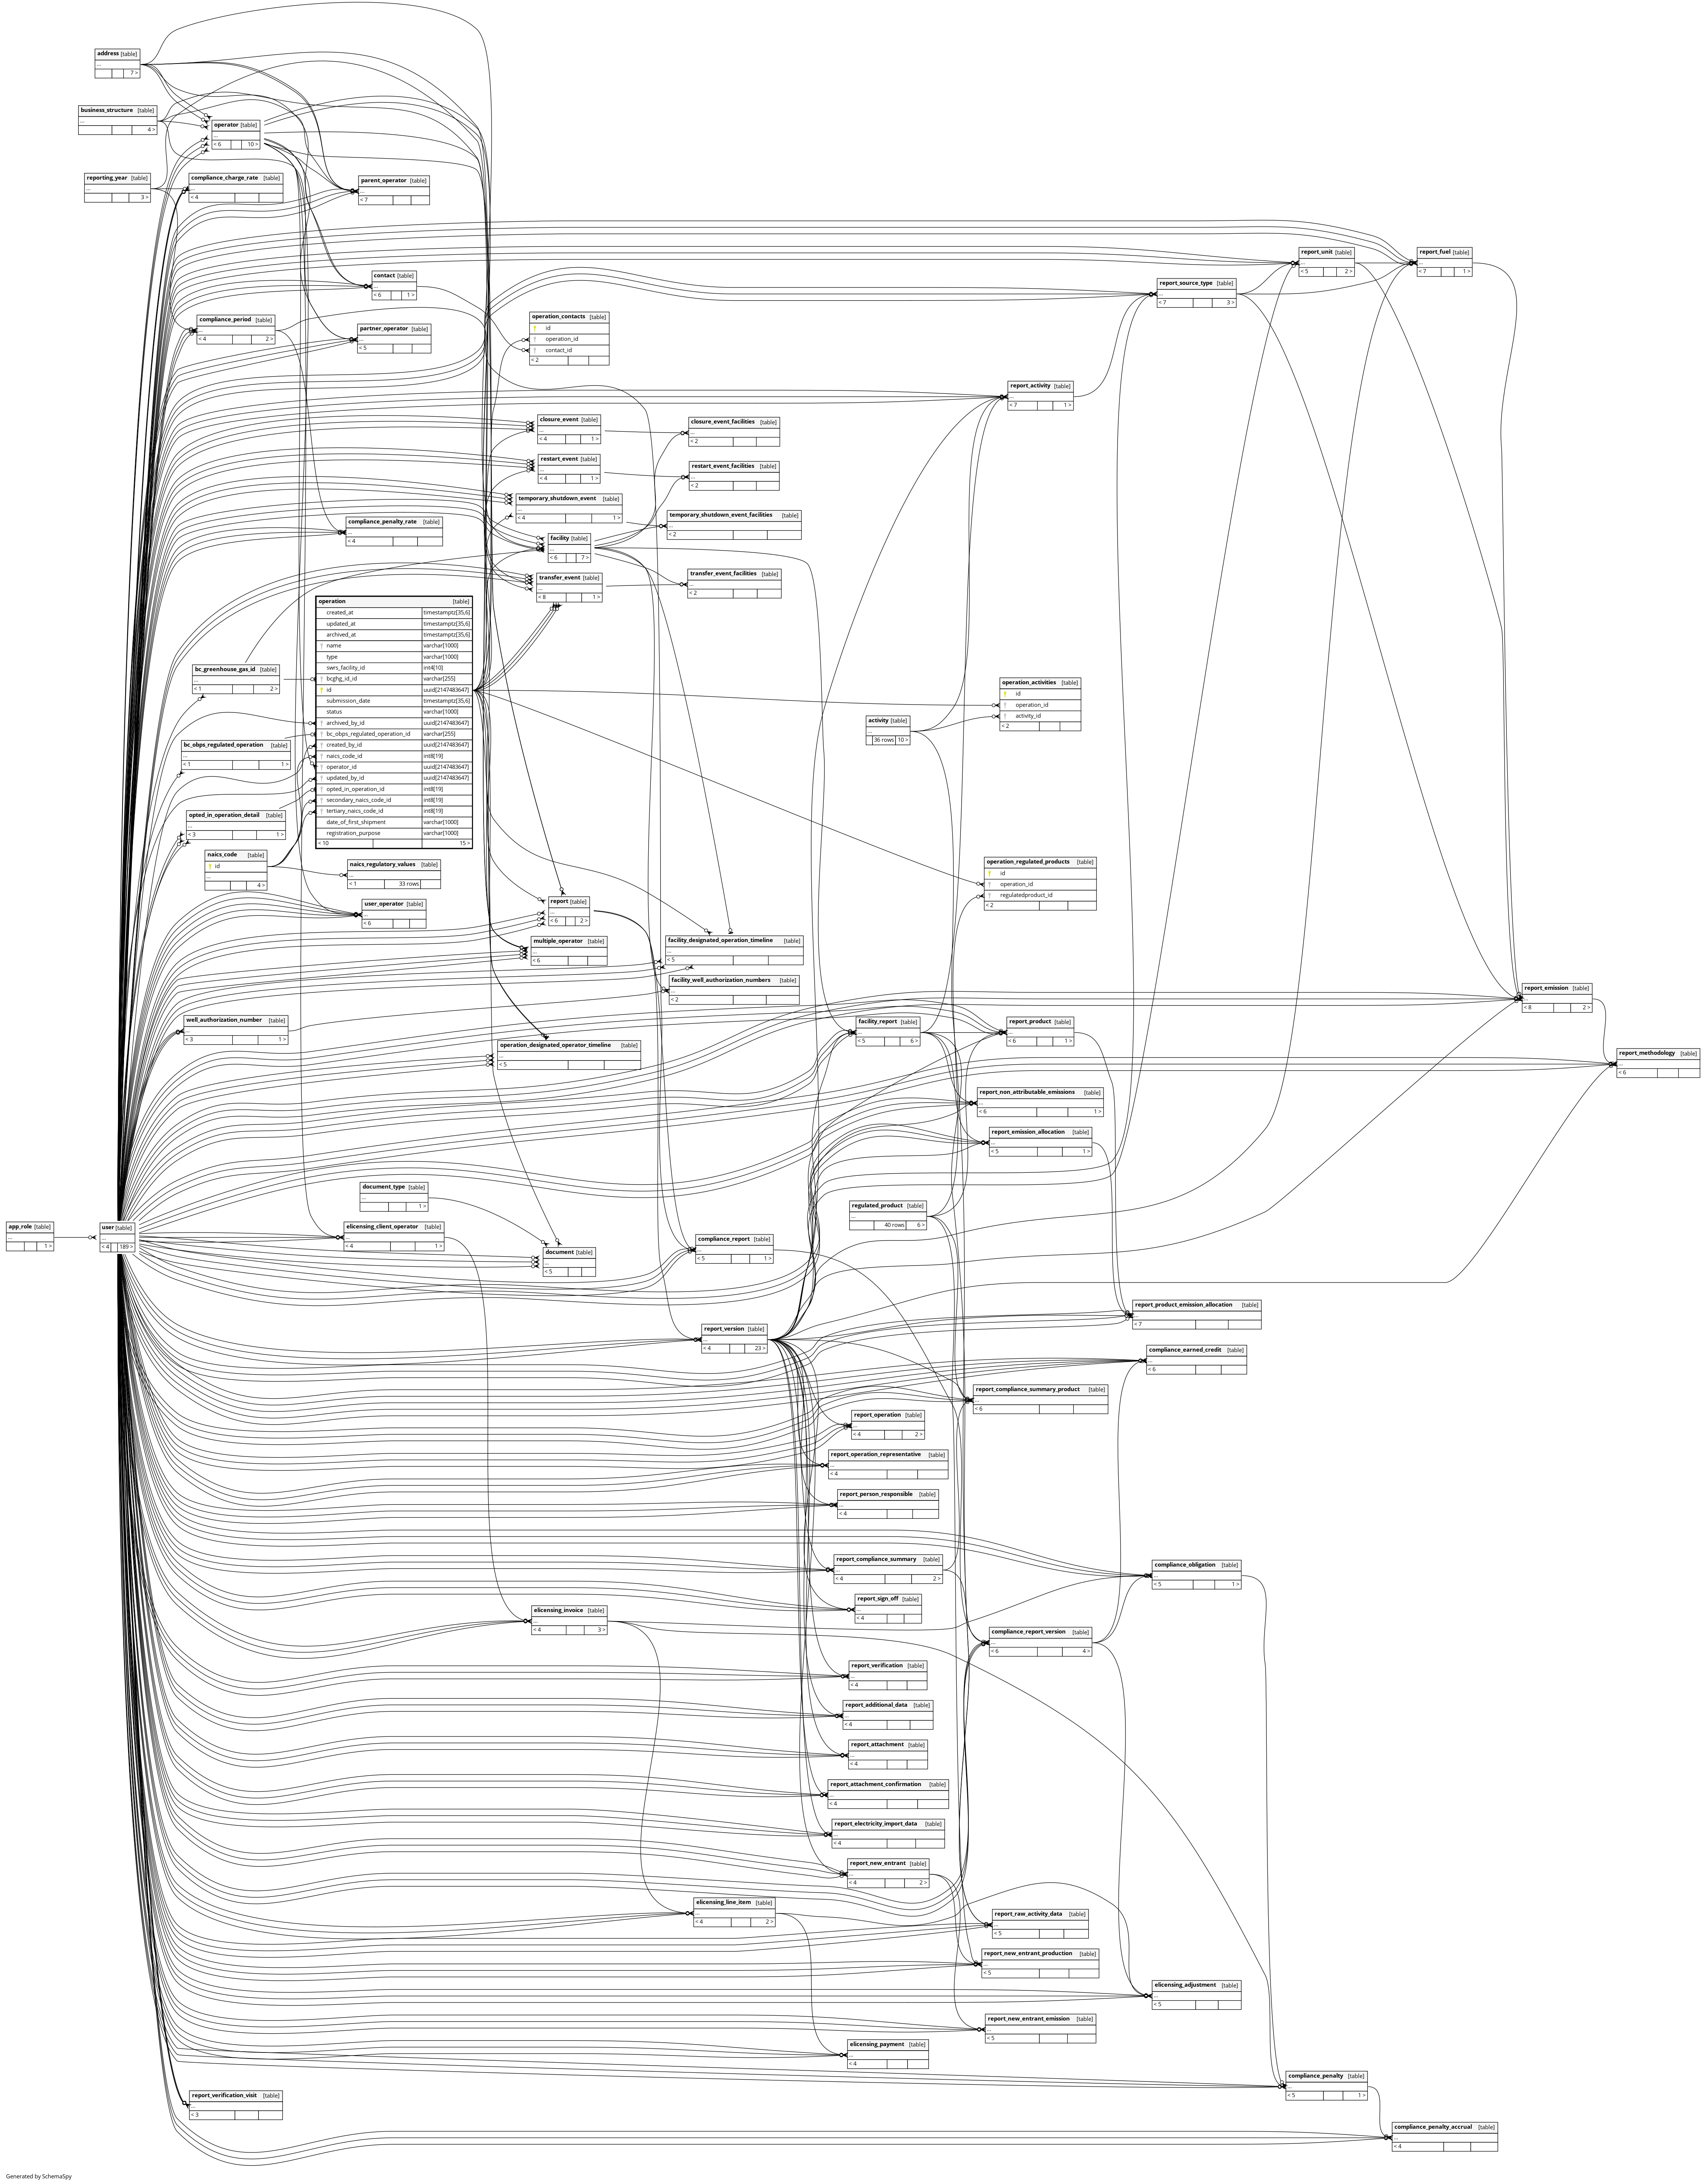 address [table]
...
7 >
business_structure [table]
...
4 >
operator [table]
...
< 6 10 >
reporting_year [table]
...
3 >
compliance_charge_rate [table]
...
< 4
parent_operator [table]
...
< 7
report_unit [table]
...
< 5 2 >
report_fuel [table]
...
< 7 1 >
contact [table]
...
< 6 1 >
report_source_type [table]
...
< 7 3 >
compliance_period [table]
...
< 4 2 >
partner_operator [table]
...
< 5
operation_contacts [table]
id
operation_id
contact_id
< 2
report_activity [table]
...
< 7 1 >
closure_event [table]
...
< 4 1 >
closure_event_facilities [table]
...
< 2
restart_event [table]
...
< 4 1 >
restart_event_facilities [table]
...
< 2
temporary_shutdown_event [table]
...
< 4 1 >
temporary_shutdown_event_facilities [table]
...
< 2
compliance_penalty_rate [table]
...
< 4
facility [table]
...
< 6 7 >
transfer_event [table]
...
< 8 1 >
transfer_event_facilities [table]
...
< 2
operation [table]
created_at timestamptz[35,6]
updated_at timestamptz[35,6]
archived_at timestamptz[35,6]
name varchar[1000]
type varchar[1000]
swrs_facility_id int4[10]
bcghg_id_id varchar[255]
id uuid[2147483647]
submission_date timestamptz[35,6]
status varchar[1000]
archived_by_id uuid[2147483647]
bc_obps_regulated_operation_id varchar[255]
created_by_id uuid[2147483647]
naics_code_id int8[19]
operator_id uuid[2147483647]
updated_by_id uuid[2147483647]
opted_in_operation_id int8[19]
secondary_naics_code_id int8[19]
tertiary_naics_code_id int8[19]
date_of_first_shipment varchar[1000]
registration_purpose varchar[1000]
< 10 15 >
bc_greenhouse_gas_id [table]
...
< 1 2 >
operation_activities [table]
id
operation_id
activity_id
< 2
activity [table]
...
36 rows 10 >
bc_obps_regulated_operation [table]
...
< 1 1 >
opted_in_operation_detail [table]
...
< 3 1 >
naics_code [table]
id
...
4 >
naics_regulatory_values [table]
...
< 1 33 rows
operation_regulated_products [table]
id
operation_id
regulatedproduct_id
< 2
user_operator [table]
...
< 6
report [table]
...
< 6 2 >
multiple_operator [table]
...
< 6
facility_designated_operation_timeline [table]
...
< 5
facility_well_authorization_numbers [table]
...
< 2
report_emission [table]
...
< 8 2 >
well_authorization_number [table]
...
< 3 1 >
facility_report [table]
...
< 5 6 >
report_product [table]
...
< 6 1 >
operation_designated_operator_timeline [table]
...
< 5
report_methodology [table]
...
< 6
report_non_attributable_emissions [table]
...
< 6 1 >
report_emission_allocation [table]
...
< 5 1 >
document_type [table]
...
1 >
regulated_product [table]
...
40 rows 6 >
app_role [table]
...
1 >
user [table]
...
< 4 189 >
elicensing_client_operator [table]
...
< 4 1 >
document [table]
...
< 5
compliance_report [table]
...
< 5 1 >
report_product_emission_allocation [table]
...
< 7
report_version [table]
...
< 4 23 >
compliance_earned_credit [table]
...
< 6
report_compliance_summary_product [table]
...
< 6
report_operation [table]
...
< 4 2 >
report_operation_representative [table]
...
< 4
report_person_responsible [table]
...
< 4
report_compliance_summary [table]
...
< 4 2 >
compliance_obligation [table]
...
< 5 1 >
report_sign_off [table]
...
< 4
elicensing_invoice [table]
...
< 4 3 >
compliance_report_version [table]
...
< 6 4 >
report_verification [table]
...
< 4
report_additional_data [table]
...
< 4
report_attachment [table]
...
< 4
report_attachment_confirmation [table]
...
< 4
report_electricity_import_data [table]
...
< 4
report_new_entrant [table]
...
< 4 2 >
elicensing_line_item [table]
...
< 4 2 >
report_raw_activity_data [table]
...
< 5
report_new_entrant_production [table]
...
< 5
elicensing_adjustment [table]
...
< 5
report_new_entrant_emission [table]
...
< 5
elicensing_payment [table]
...
< 4
compliance_penalty [table]
...
< 5 1 >
report_verification_visit [table]
...
< 3
compliance_penalty_accrual [table]
...
< 4
Generated by SchemaSpy